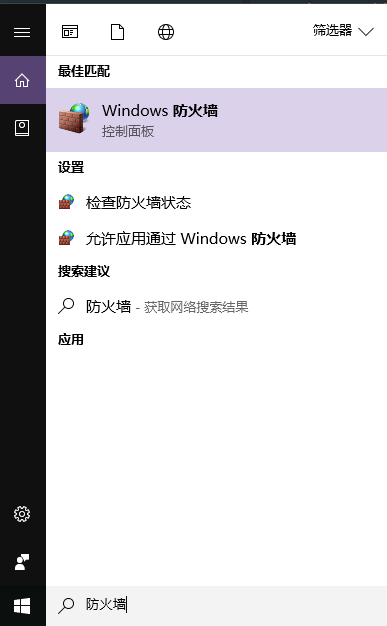 筛选器
最佳匹配
Windows 防火墙
控制面板
设置
检查防火墙状态
允许应用通过 Windows 防火墙
搜索建议
防火墙 - 获取网络搜索结果
应用
防火墙